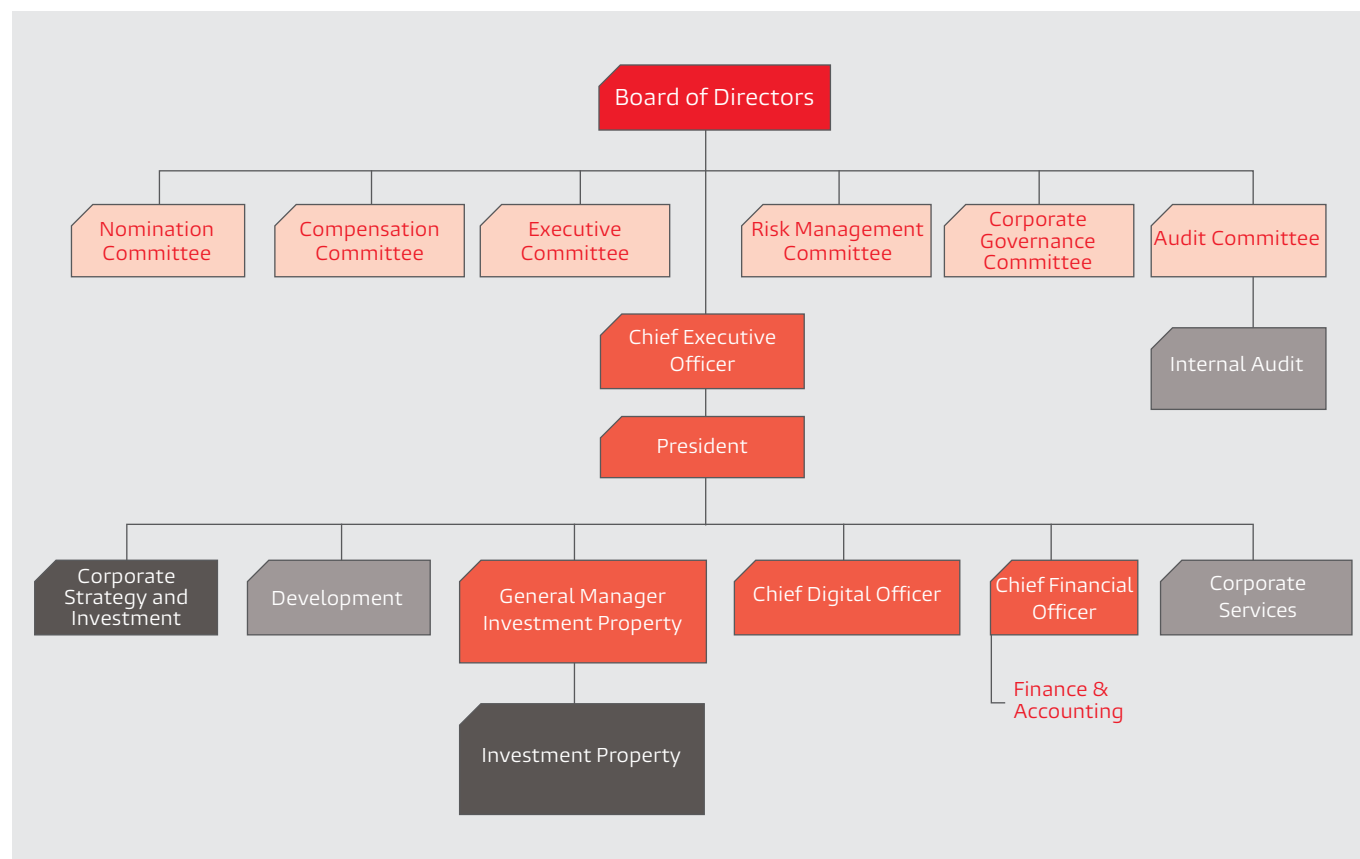 Board of Directors
Nomination
Committee
Compensation
Committee
Executive
Committee
Risk Management
Committee
Corporate
Governance
Committee
Audit Committee
Chief Executive
Officer
Internal Audit
President
Corporate
Strategy and
Investment
Development
General Manager
Investment Property
Chief Digital Officer
Chief Financial
Officer
Corporate
Services
Finance &
Accounting
Investment Property